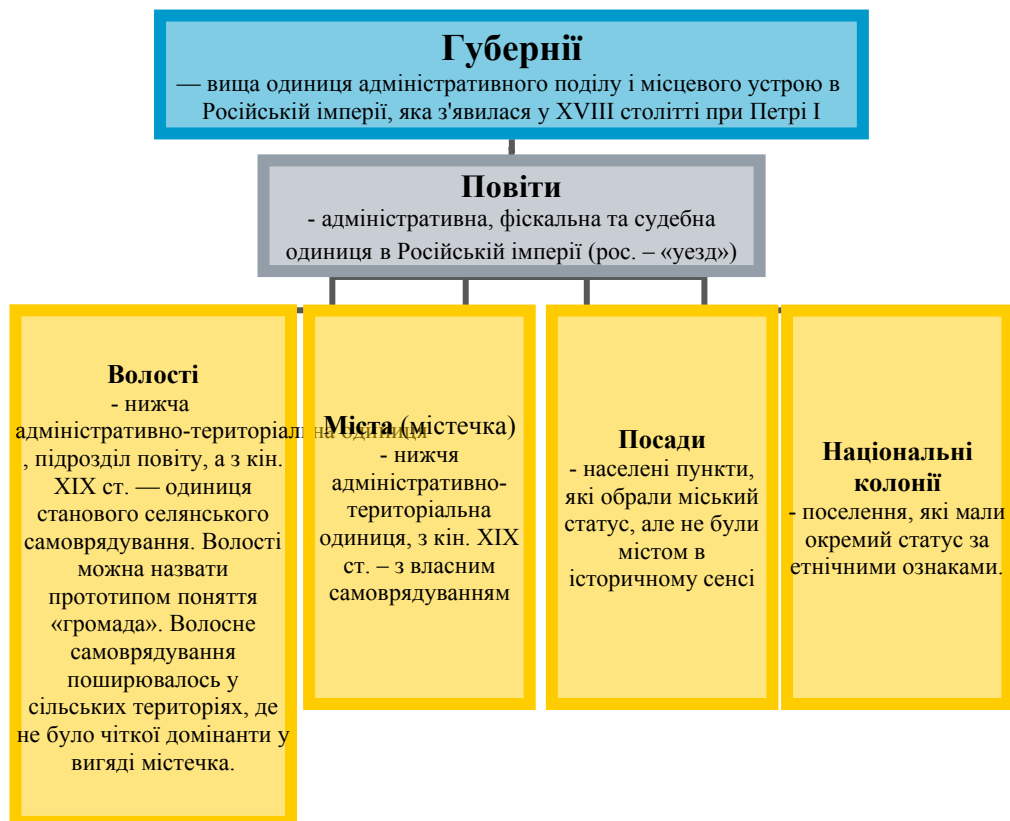 Губернії
— вища одиниця адміністративного поділу і місцевого устрою в
Російській імперії, яка з'явилася у XVIII столітті при Петрі I
Повіти
- адміністративна, фіскальна та судебна
одиниця в Російській імперії (рос. – «уезд»)
Волості
- нижча
адміністративно-територіальна одиниця
, підрозділ повіту, а з кін.
XIX ст. — одиниця
станового селянського
самоврядування. Волості
можна назвати
прототипом поняття
«громада». Волосне
самоврядування
поширювалось у
сільських територіях, де
не було чіткої домінанти у
вигяді містечка.
Міста (містечка)
- нижчя
адміністративно-
територіальна
одиниця, з кін. XIX
ст. – з власним
самоврядуванням
Посади
- населені пункти,
які обрали міський
статус, але не були
містом в
історичному сенсі
Національні
колонії
- поселення, які мали
окремий статус за
етнічними ознаками.